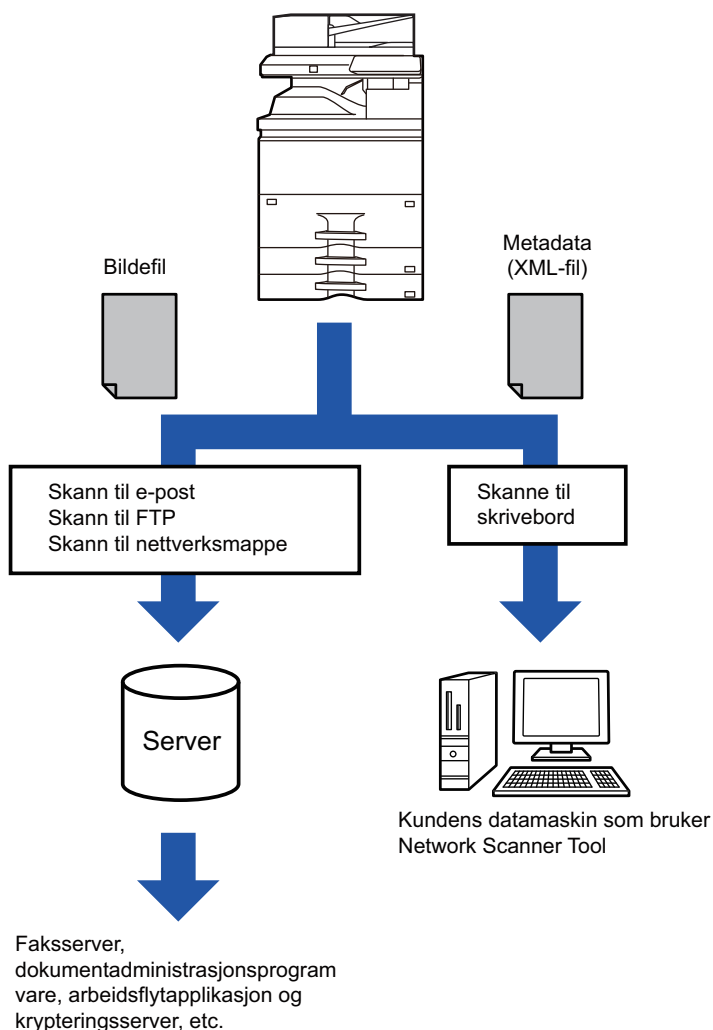 Bildefil
Metadata
(XML-fil)
Skann til e-post
Skann til FTP
Skann til nettverksmappe
Skanne til
skrivebord
Server
Kundens datamaskin som bruker
Network Scanner Tool
Faksserver,
dokumentadministrasjonsprogram
vare, arbeidsflytapplikasjon og
krypteringsserver, etc.